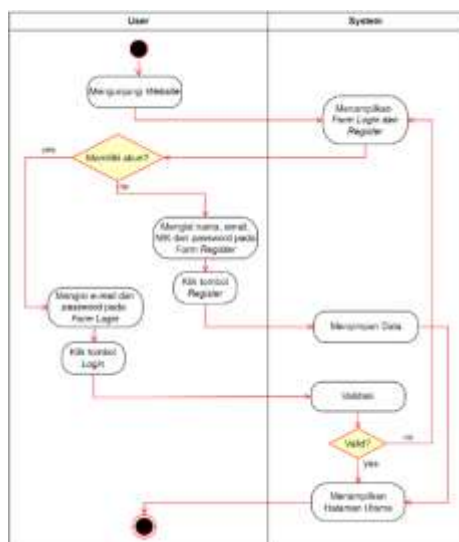 User
System
Mengunjungi Website
Menampilkan
Form Login dan
Register
yes
Memiliki akun?
no
Mengisi nama, email,
NIK dan password pada
Form Register
Klik tombol
Register
Mengisi e-mail dan
password pada
Form Login
Menyimpan Data
Klik tombol
Login
Validasi
Valid?
no
yes
Menampilkan
Halaman Utama